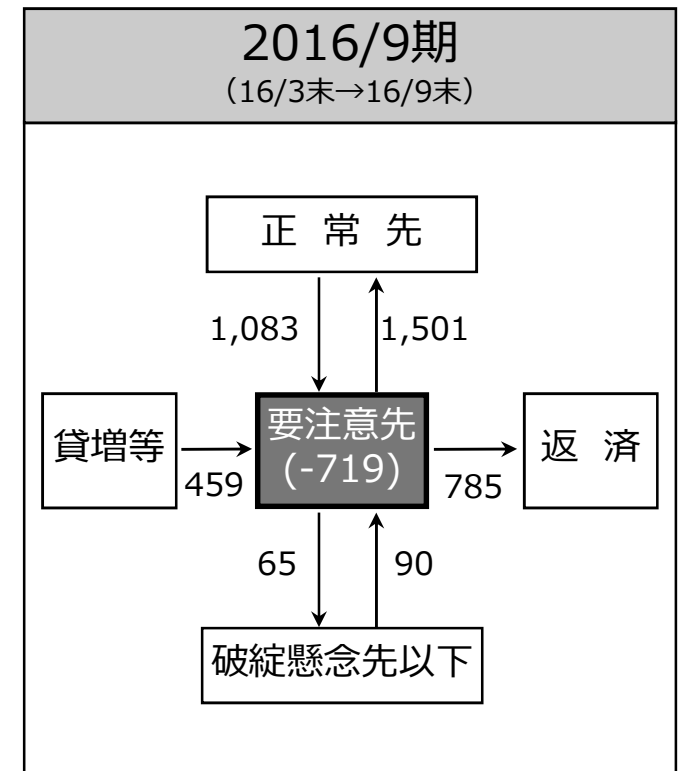 2016/9期
（16/3末→16/9末）
正 常 先
1,083
1,501
貸増等
459
要注意先
(-719)
785
返 済
65
90
破綻懸念先以下